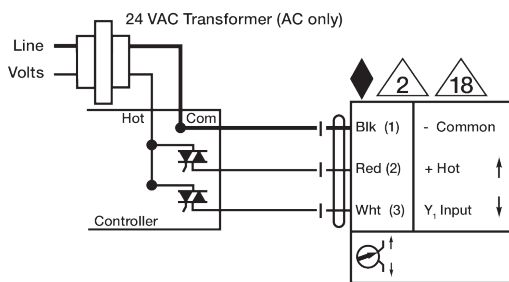 24 VAC Transformer (AC only)
Line
Volts
2
18
Hot
Com
Blk (1)
- Common
Red (2)
+ Hot
Wht (3)
Y₁ Input
Controller